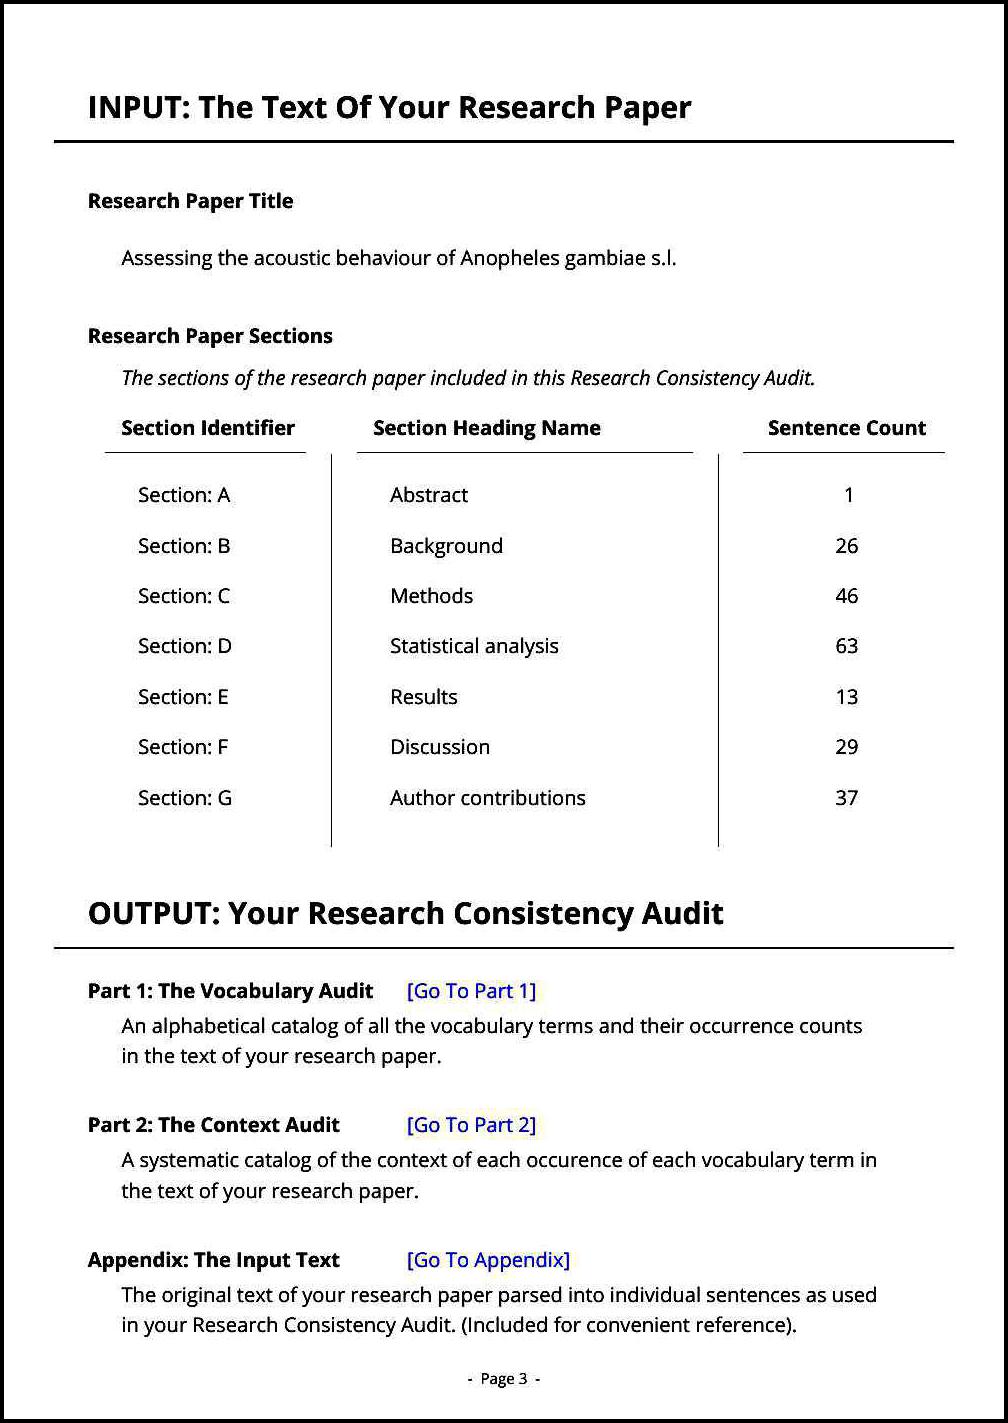 INPUT: The Text Of Your Research Paper
Research Paper Title
Assessing the acoustic behaviour of Anopheles gambiae s.l.
Research Paper Sections
The sections of the research paper included in this Research Consistency Audit.
Section Identifier Section Heading Name Sentence Count
Section: A Abstract 1
Section: B Background 26
Section: C Methods 46
Section: D Statistical analysis 63
Section: E Results 13
Section: F Discussion 29
Section: G Author contributions 37
OUTPUT: Your Research Consistency Audit
Part 1: The Vocabulary Audit [Go To Part 1]
An alphabetical catalog of all the vocabulary terms and their occurrence counts
in the text of your research paper.
Part 2: The Context Audit [Go To Part 2]
A systematic catalog of the context of each occurence of each vocabulary term in
the text of your research paper.
Appendix: The Input Text [Go To Appendix]
The original text of your research paper parsed into individual sentences as used
in your Research Consistency Audit. (Included for convenient reference).
- Page 3 -